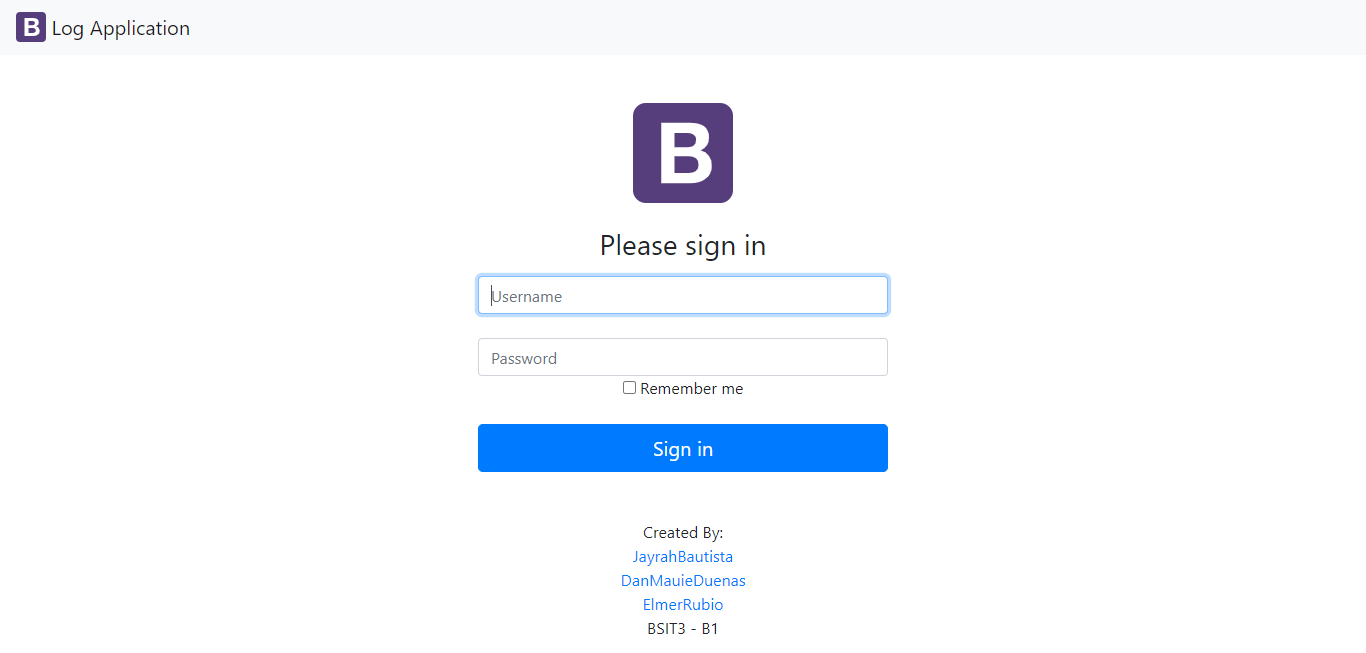 B Log Application
B
Please sign in
Username
Password
Remember me
Sign in
Created By:
JayrahBautista
DanMauieDuenas
ElmerRubio
BSIT3 - B1